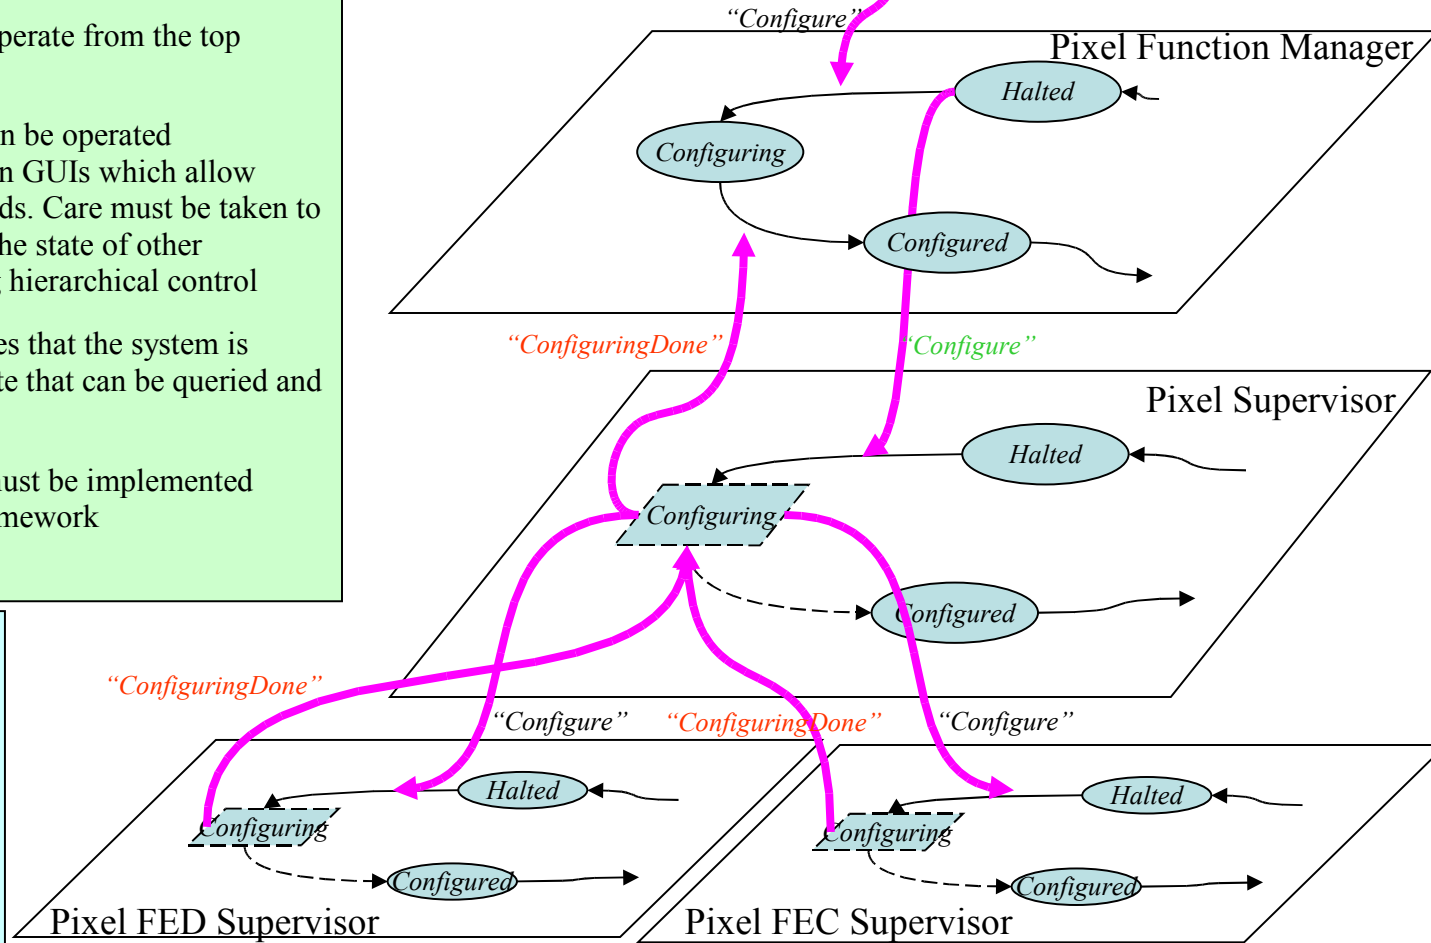 perate from the top
n be operated
n GUIs which allow
ds. Care must be taken to
he state of other
hierarchical control
es that the system is
te that can be queried and
must be implemented
mework
“Configure”
Pixel Function Manager
Halted
Configuring
Configured
“ConfiguringDone”
“Configure”
Pixel Supervisor
Halted
Configuring
Configured
“ConfiguringDone”
“Configure”
“ConfiguringDone”
“Configure”
Halted
Configuring
Configured
Pixel FED Supervisor
Halted
Configuring
Configured
Pixel FEC Supervisor